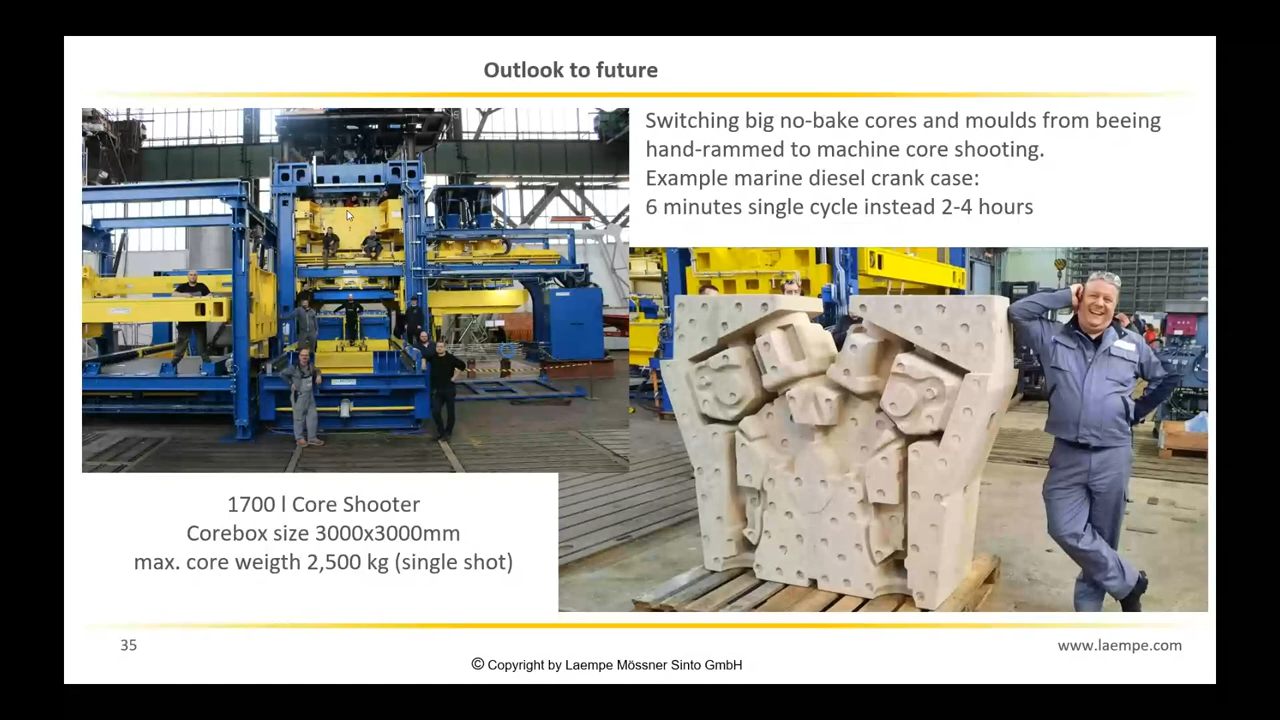 Outlook to future
Switching big no-bake cores and moulds from beeing
hand-rammed to machine core shooting.
Example marine diesel crank case:
6 minutes single cycle instead 2-4 hours
1700 l Core Shooter
Corebox size 3000x3000mm
max. core weigth 2,500 kg (single shot)
35
www.laempe.com
© Copyright by Laempe Mössner Sinto GmbH